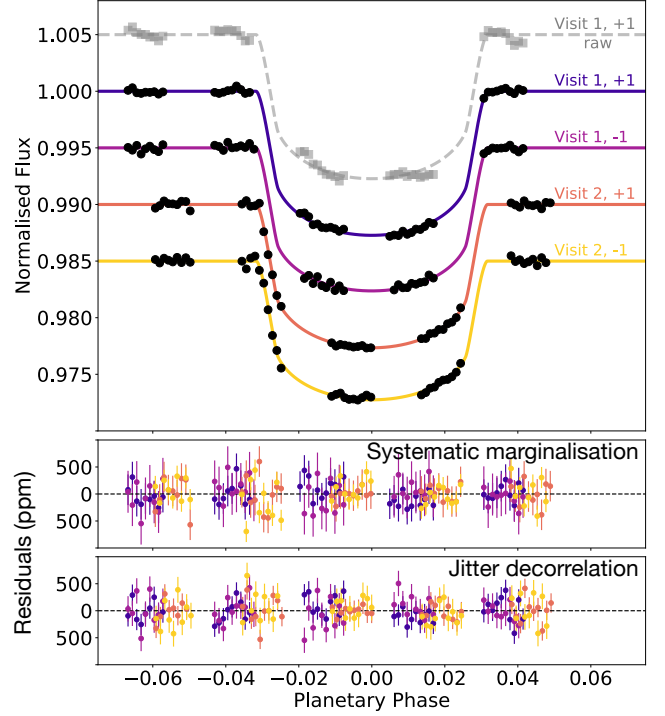 1.005
1.000
0.995
0.990
0.985
0.980
0.975
Normalised Flux
Visit 1, +1
raw
Visit 1, +1
Visit 1, -1
Visit 2, +1
Visit 2, -1
Systematic marginalisation
500
0
500
Jitter decorrelation
500
0
500
Residuals (ppm)
−0.06 −0.04 −0.02 0.00 0.02 0.04 0.06
Planetary Phase